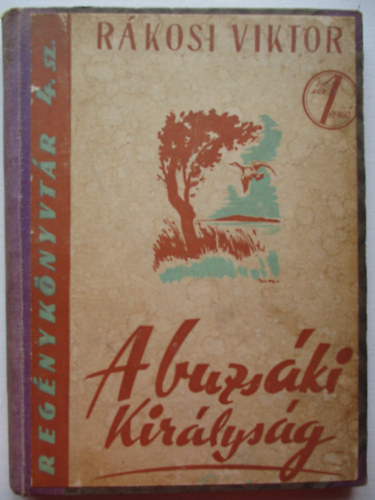 RÁKOSI VIKTOR
1
REGÉNYKÖNYVTÁR 4. sz.
A buzsáki
Királyság